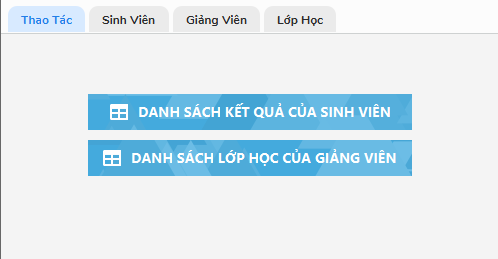 Thao Tác
Sinh Viên
Giảng Viên
Lớp Học
DANH SÁCH KẾT QUẢ CỦA SINH VIÊN
DANH SÁCH LỚP HỌC CỦA GIẢNG VIÊN